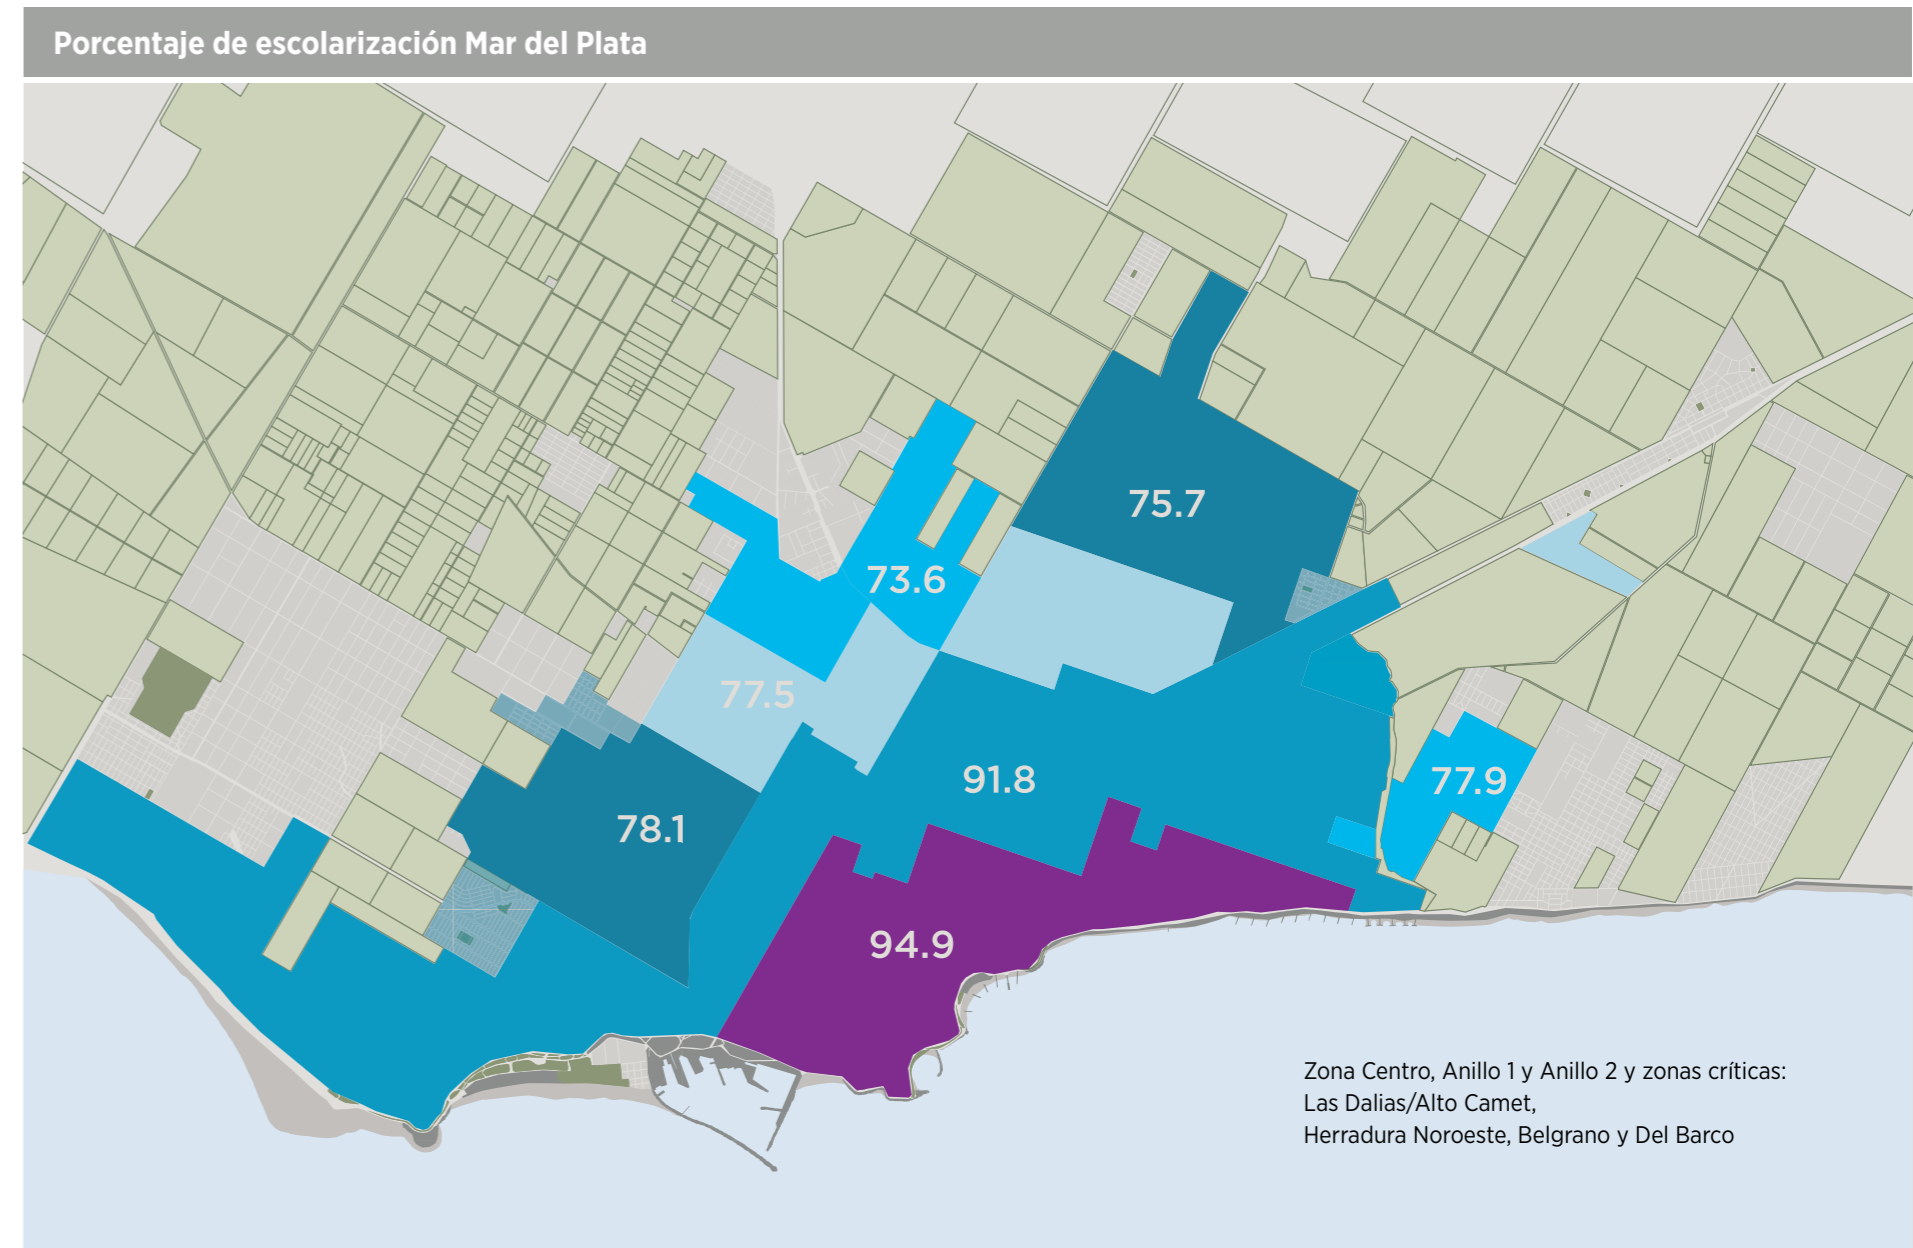 Porcentaje de escolarización Mar del Plata
75.7
73.6
77.5
91.8
77.9
78.1
94.9
Zona Centro, Anillo 1 y Anillo 2 y zonas críticas:
Las Dalias/Alto Camet,
Herradura Noroeste, Belgrano y Del Barco